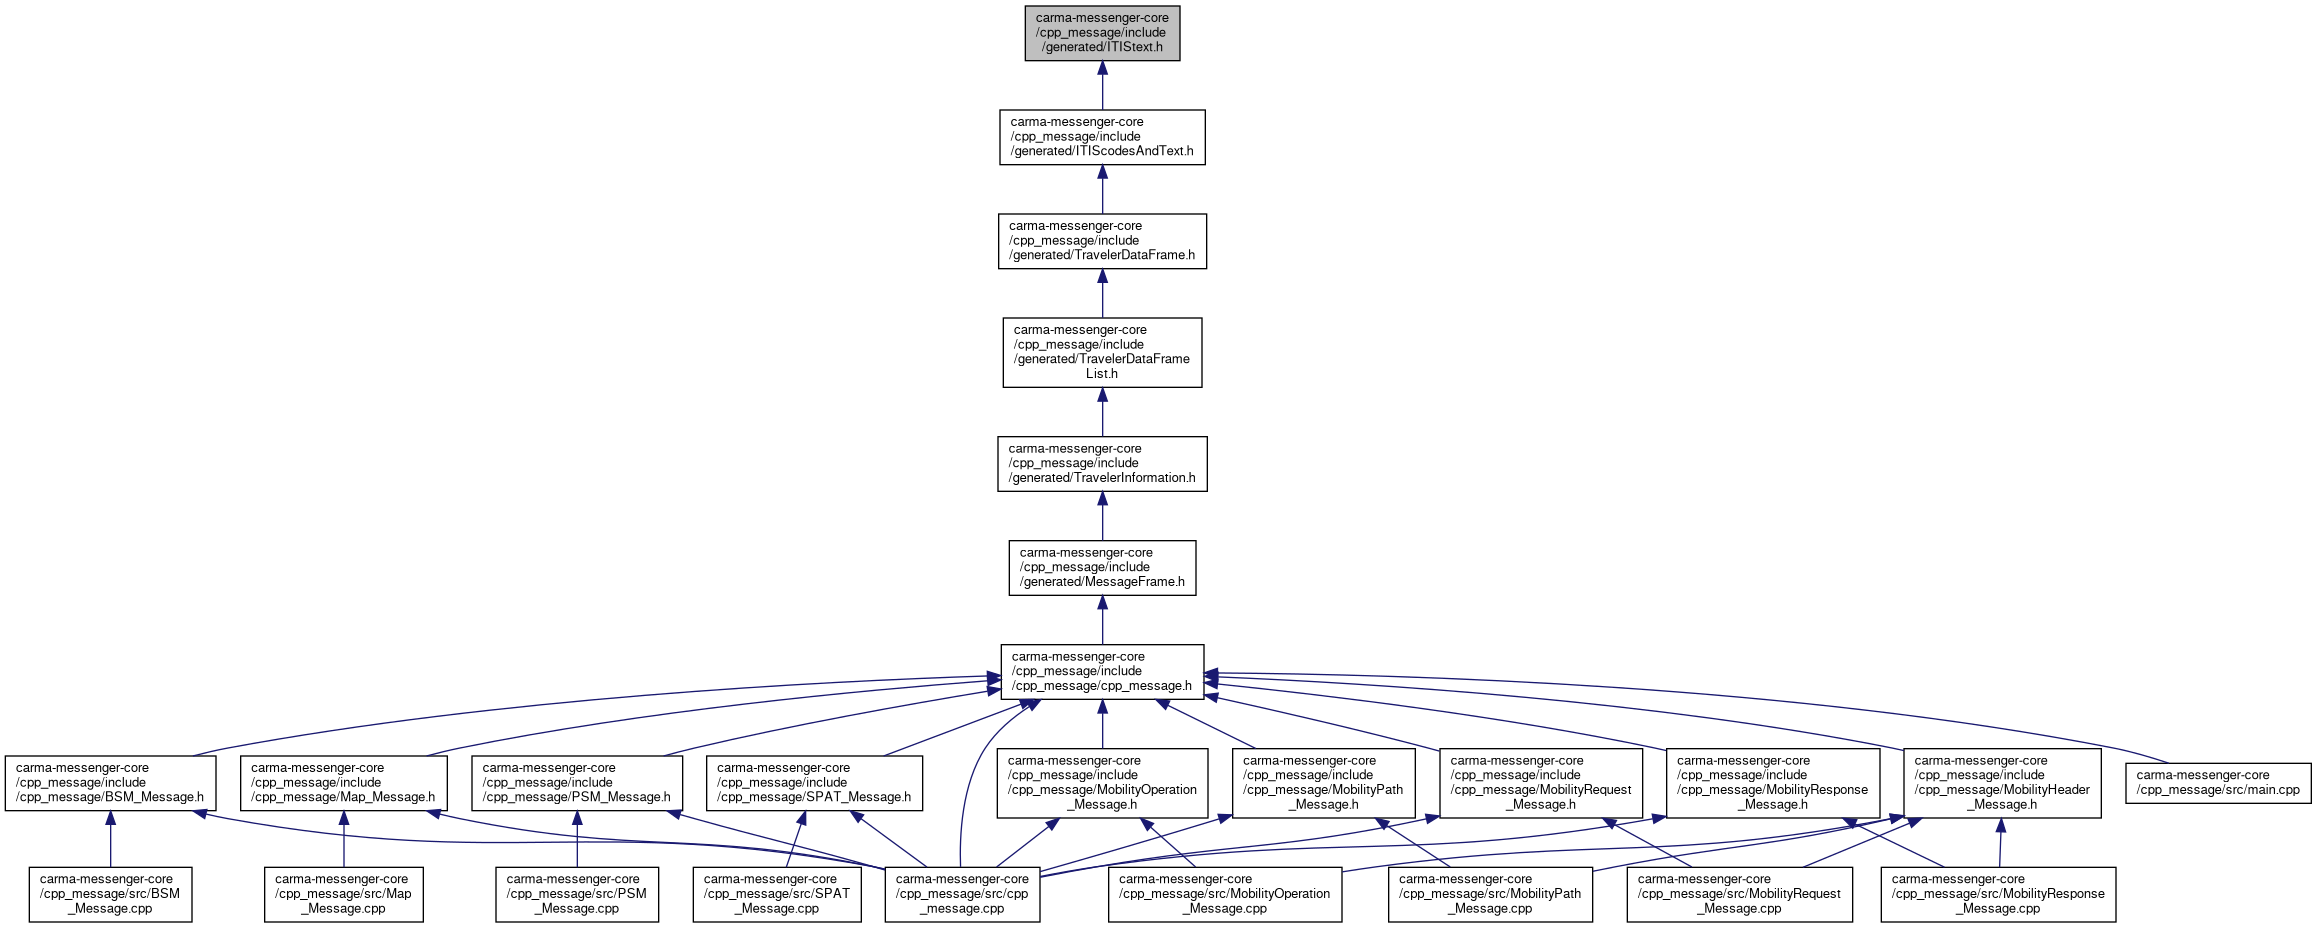 carma-messenger-core
/cpp_message/include
/generated/ITIStext.h
carma-messenger-core
/cpp_message/include
/generated/ITIScodesAndText.h
carma-messenger-core
/cpp_message/include
/generated/TravelerDataFrame.h
carma-messenger-core
/cpp_message/include
/generated/TravelerDataFrame
List.h
carma-messenger-core
/cpp_message/include
/generated/TravelerInformation.h
carma-messenger-core
/cpp_message/include
/generated/MessageFrame.h
carma-messenger-core
/cpp_message/include
/cpp_message/cpp_message.h
carma-messenger-core
/cpp_message/include
/cpp_message/BSM_Message.h
carma-messenger-core
/cpp_message/include
/cpp_message/Map_Message.h
carma-messenger-core
/cpp_message/include
/cpp_message/PSM_Message.h
carma-messenger-core
/cpp_message/include
/cpp_message/SPAT_Message.h
carma-messenger-core
/cpp_message/include
/cpp_message/MobilityOperation
_Message.h
carma-messenger-core
/cpp_message/include
/cpp_message/MobilityPath
_Message.h
carma-messenger-core
/cpp_message/include
/cpp_message/MobilityRequest
_Message.h
carma-messenger-core
/cpp_message/include
/cpp_message/MobilityResponse
_Message.h
carma-messenger-core
/cpp_message/include
/cpp_message/MobilityHeader
_Message.h
carma-messenger-core
/cpp_message/src/main.cpp
carma-messenger-core
/cpp_message/src/BSM
_Message.cpp
carma-messenger-core
/cpp_message/src/Map
_Message.cpp
carma-messenger-core
/cpp_message/src/PSM
_Message.cpp
carma-messenger-core
/cpp_message/src/SPAT
_Message.cpp
carma-messenger-core
/cpp_message/src/cpp
_message.cpp
carma-messenger-core
/cpp_message/src/MobilityOperation
_Message.cpp
carma-messenger-core
/cpp_message/src/MobilityPath
_Message.cpp
carma-messenger-core
/cpp_message/src/MobilityRequest
_Message.cpp
carma-messenger-core
/cpp_message/src/MobilityResponse
_Message.cpp